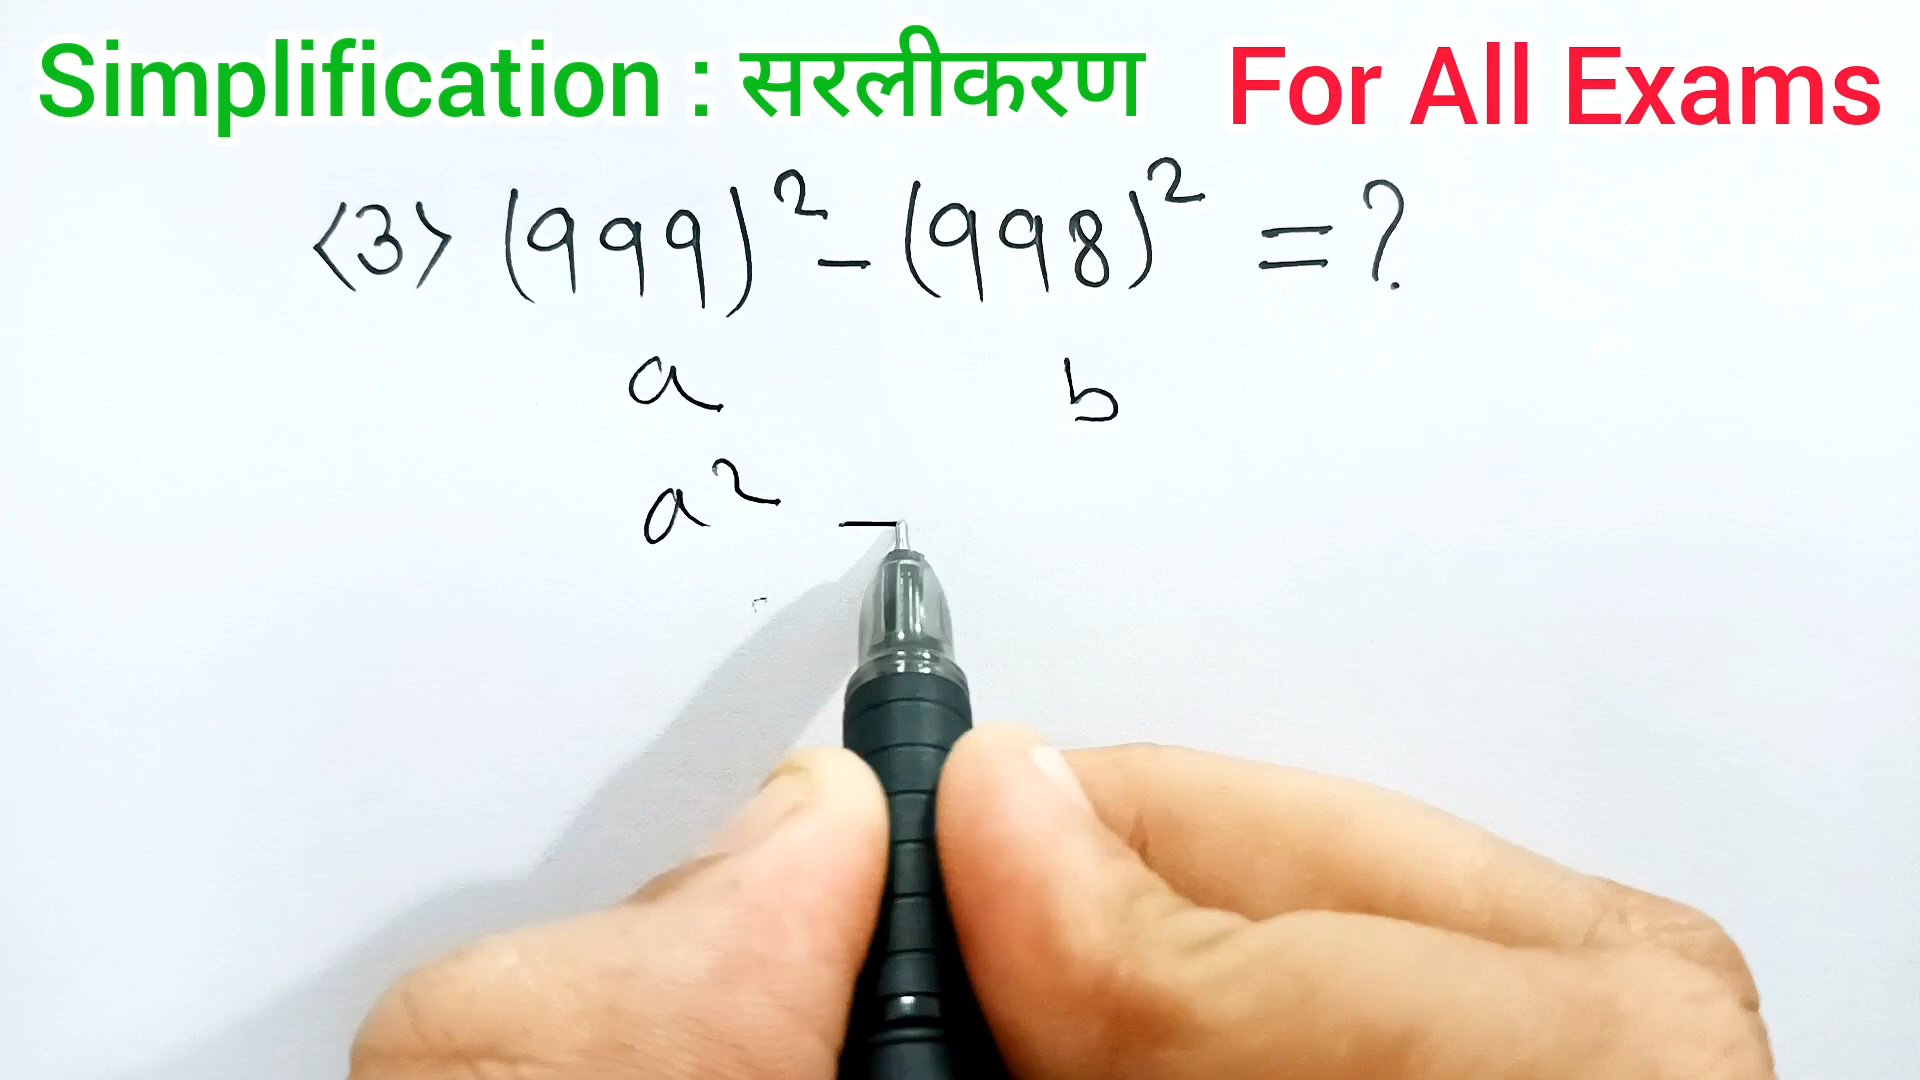 Simplification : सरलीकरण For All Exams
<3> (999)² - (998)² = ?
a b
a² -